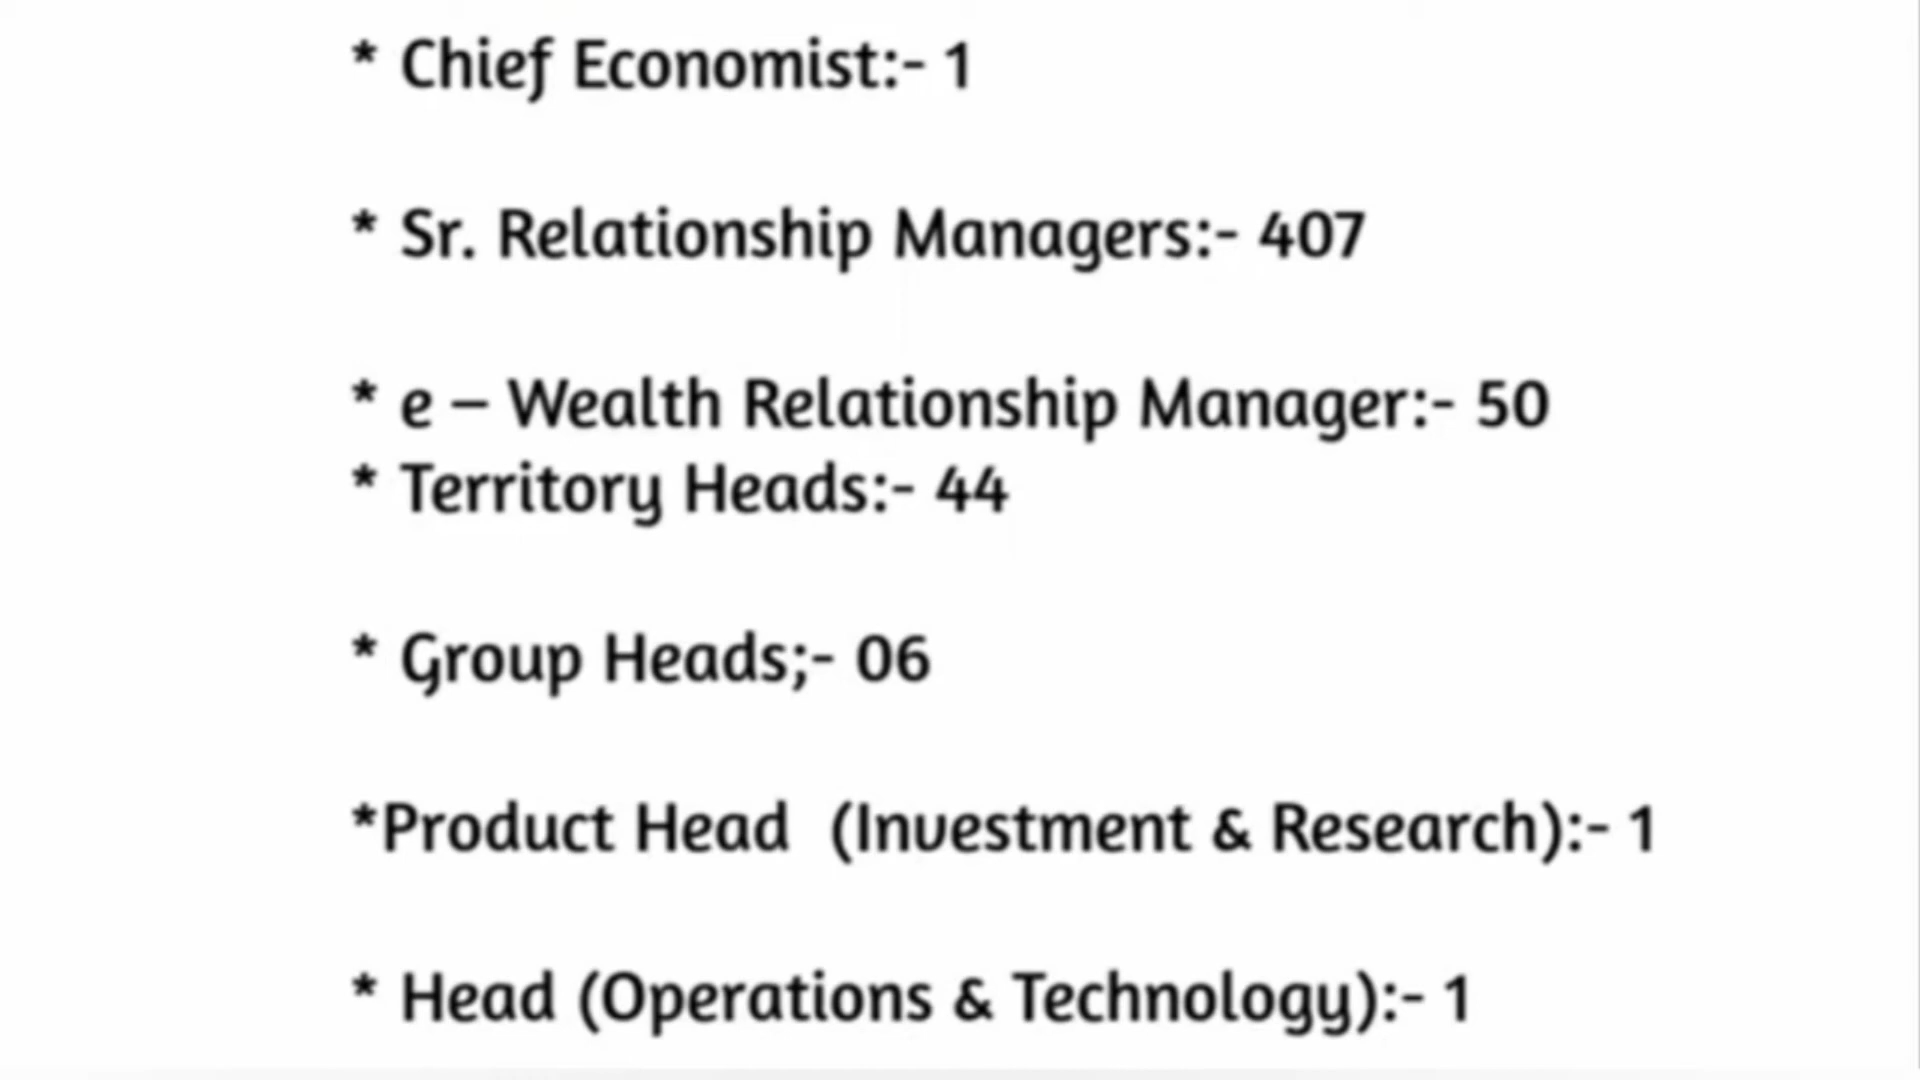 * Chief Economist:- 1
* Sr. Relationship Managers:- 407
* e – Wealth Relationship Manager:- 50
* Territory Heads:- 44
* Group Heads;- 06
*Product Head  (Investment & Research):- 1
* Head (Operations & Technology):- 1